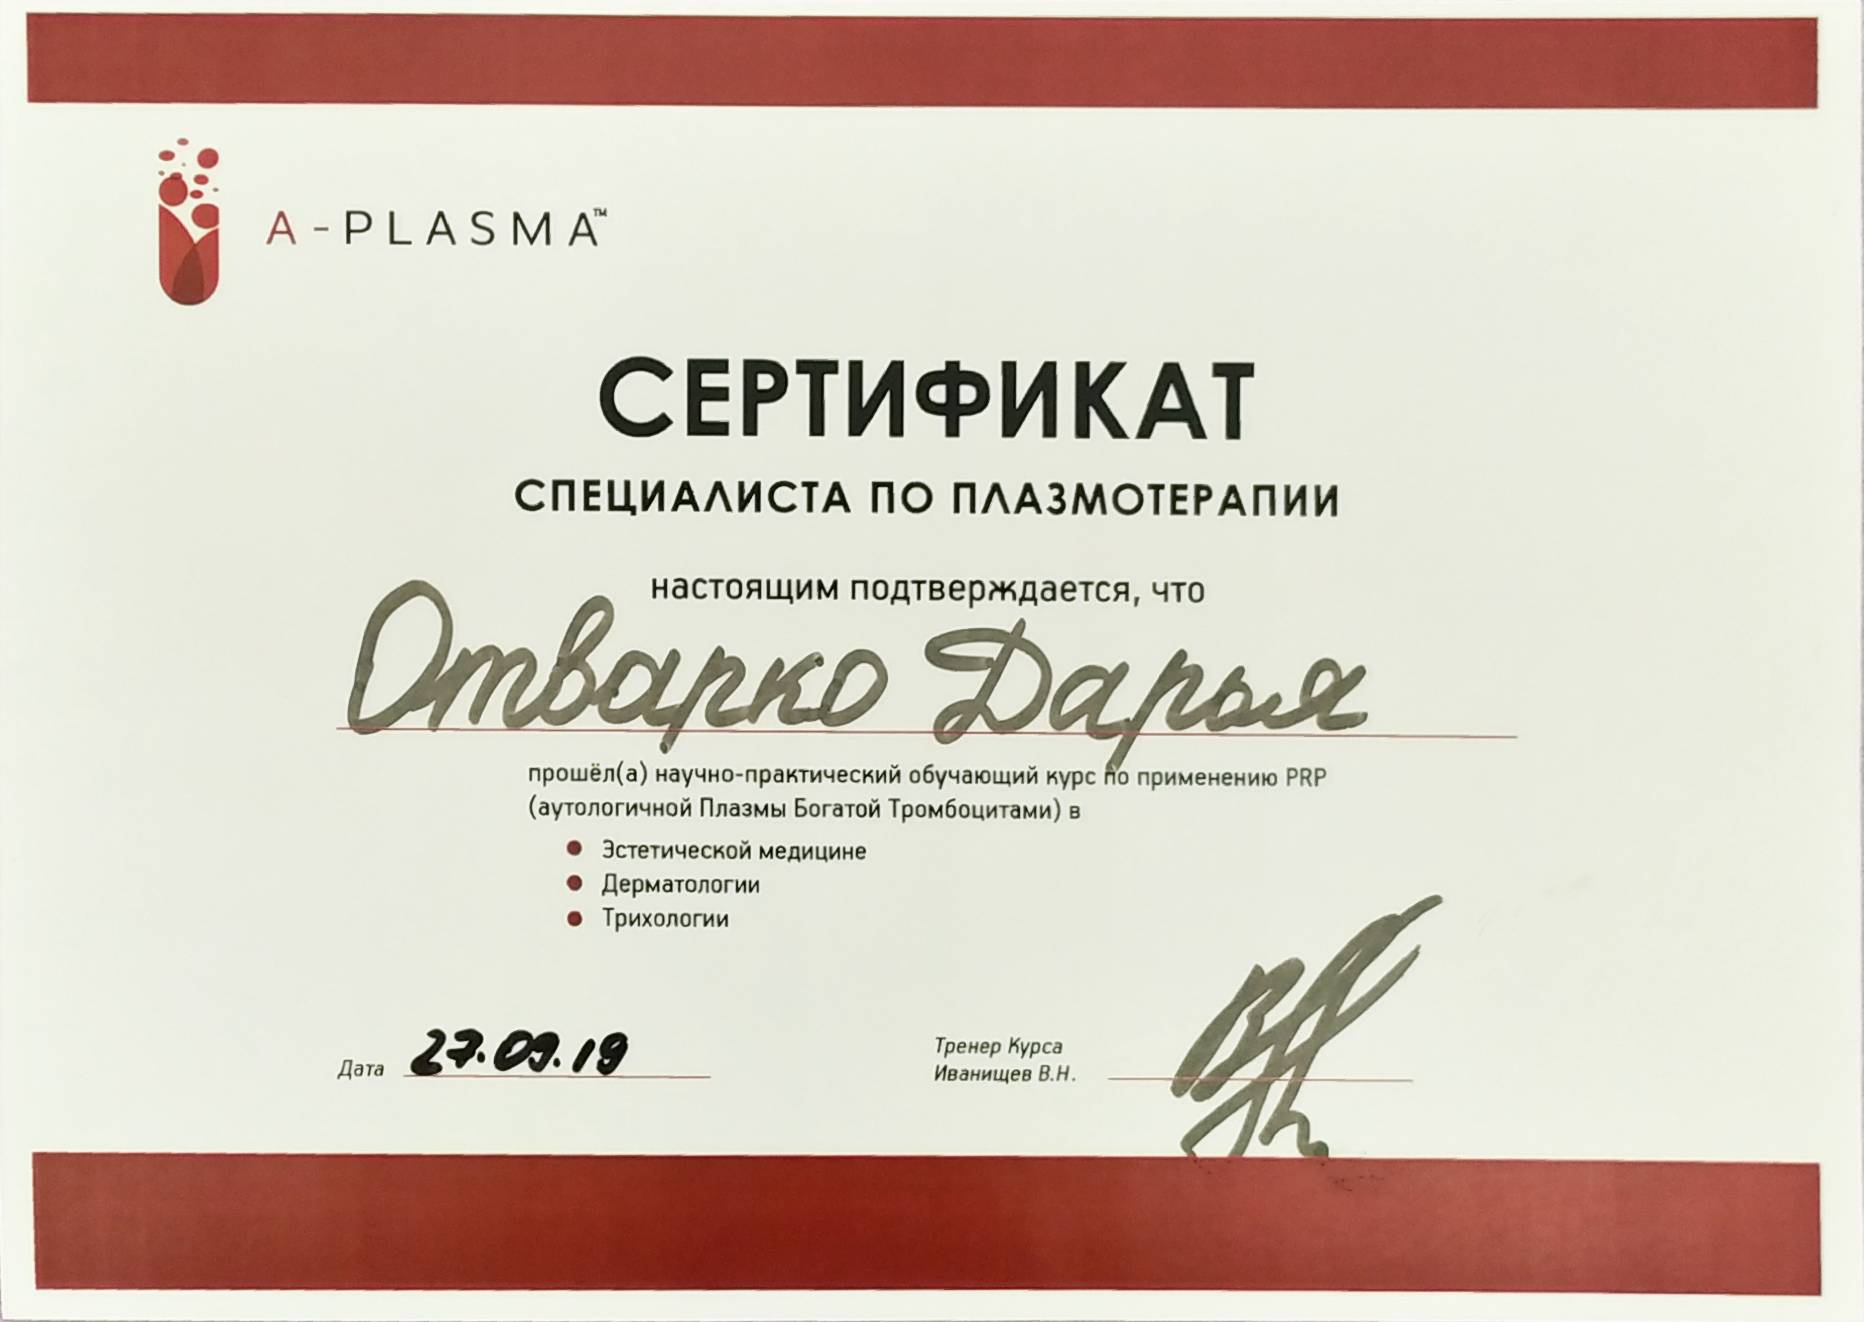 A-PLASMA™
СЕРТИФИКАТ
СПЕЦИАЛИСТА ПО ПЛАЗМОТЕРАПИИ
настоящим подтверждается, что
Отварко Дарья
прошёл(а) научно-практический обучающий курс по применению PRP
(аутологичной Плазмы Богатой Тромбоцитами) в
Эстетической медицине
Дерматологии
Трихологии
Дата 27.09.19
Тренер Курса
Иванищев В.Н.